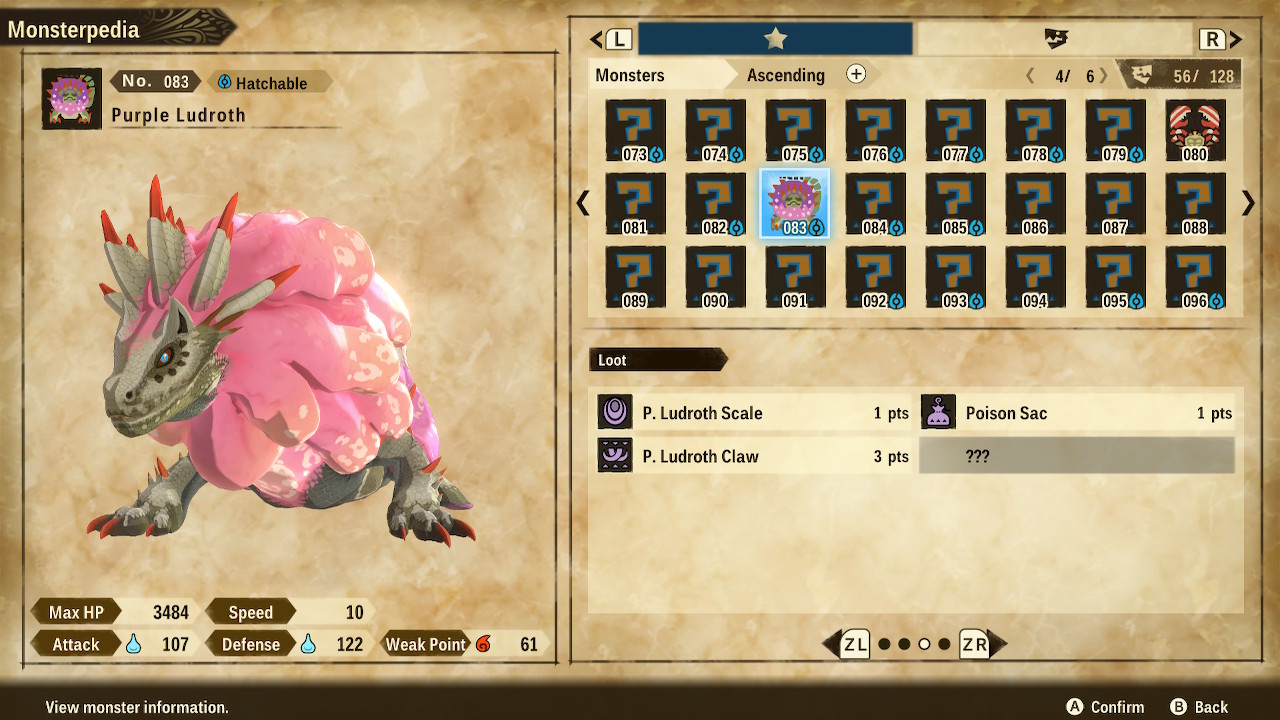 Monsterpedia
No. 083 Hatchable
Purple Ludroth
Max HP 3484 Speed 10
Attack 107 Defense 122 Weak Point 61
L R
Monsters Ascending 4/ 6 56/ 128
073 074 075 076 077 078 079 080
081 082 083 084 085 086 087 088
089 090 091 092 093 094 095 096
Loot
P. Ludroth Scale 1 pts Poison Sac 1 pts
P. Ludroth Claw 3 pts ???
ZL ZR
View monster information. A Confirm B Back